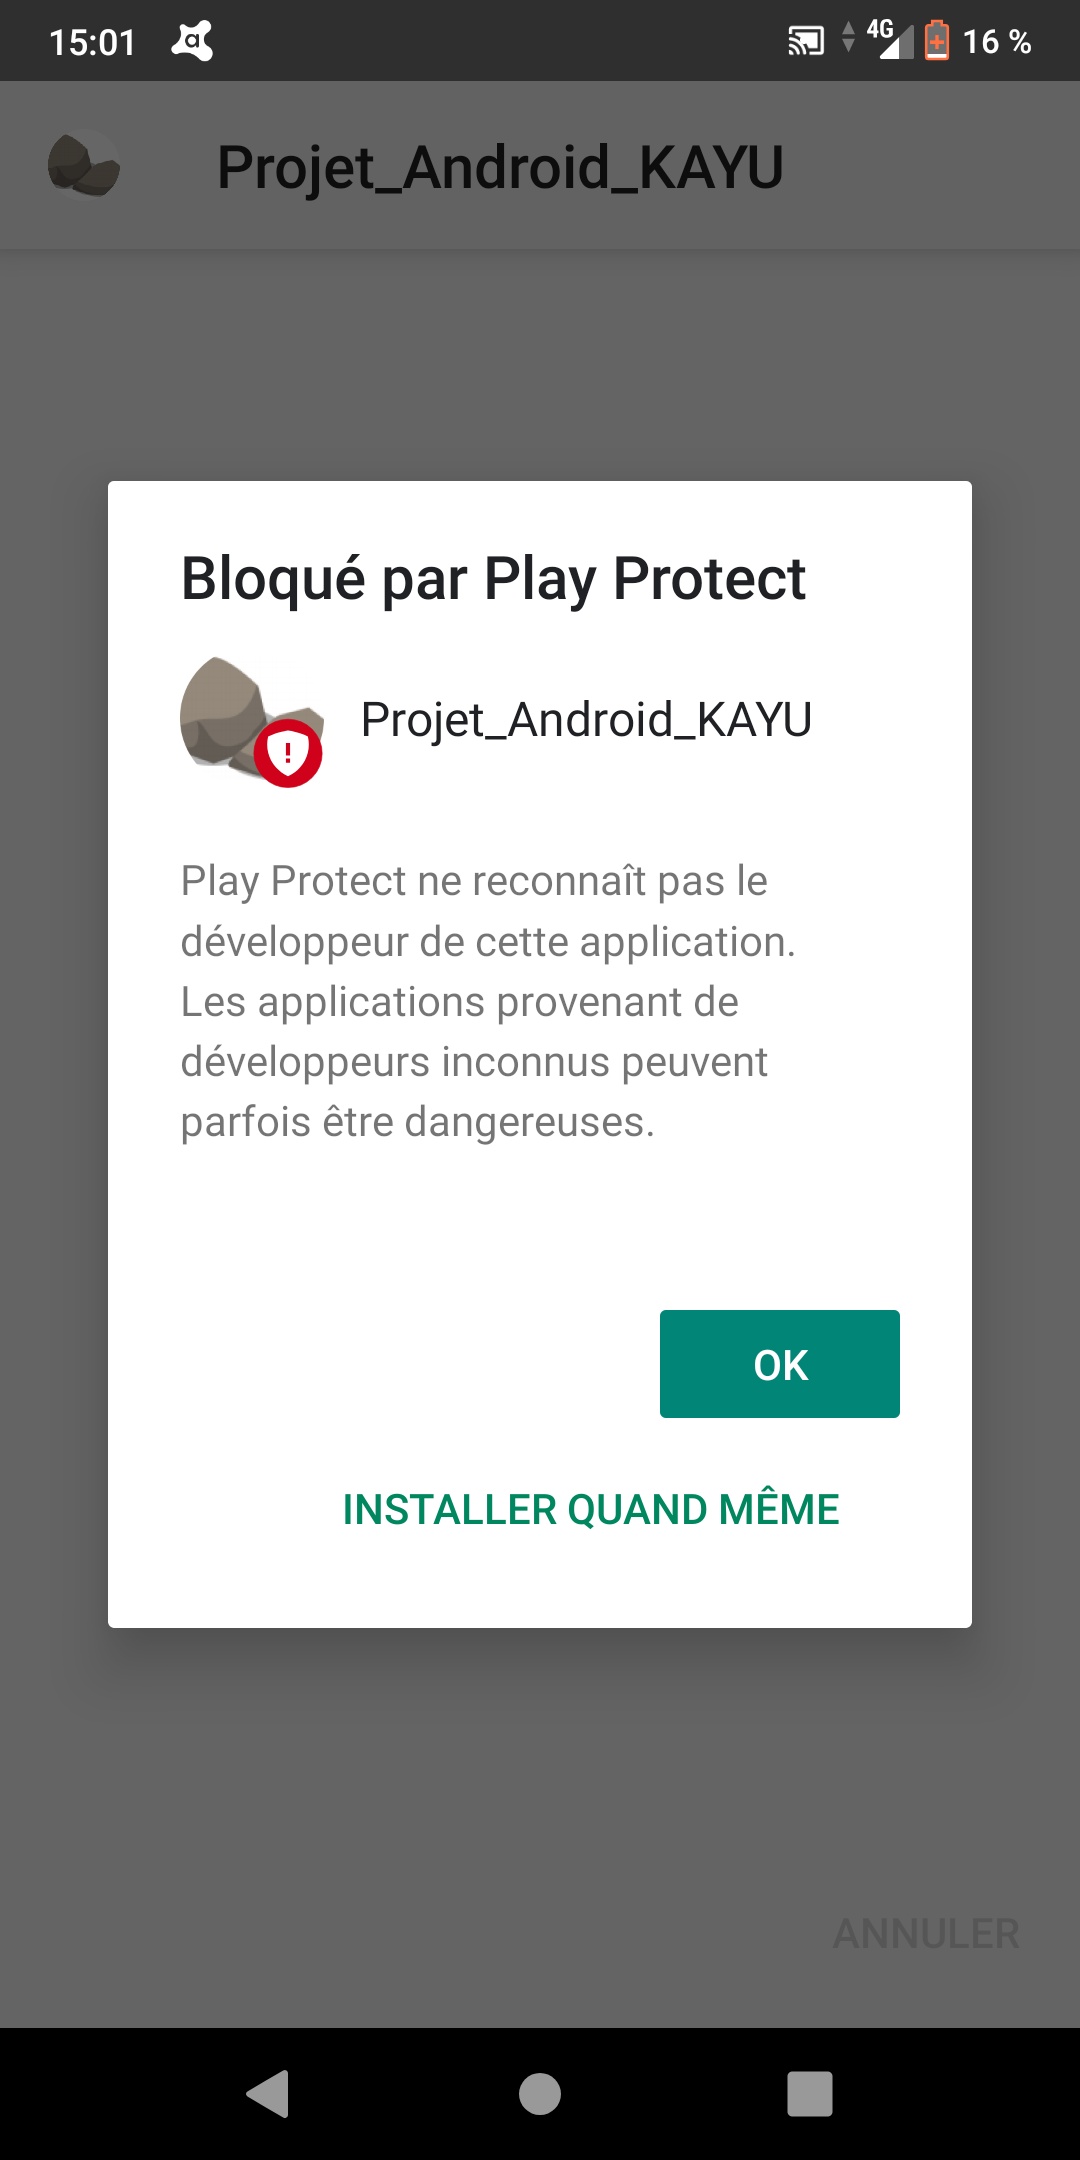 15:01
4G
16 %
Projet_Android_KAYU
Bloqué par Play Protect
Projet_Android_KAYU
Play Protect ne reconnaît pas le
développeur de cette application.
Les applications provenant de
développeurs inconnus peuvent
parfois être dangereuses.
OK
INSTALLER QUAND MÊME
ANNULER